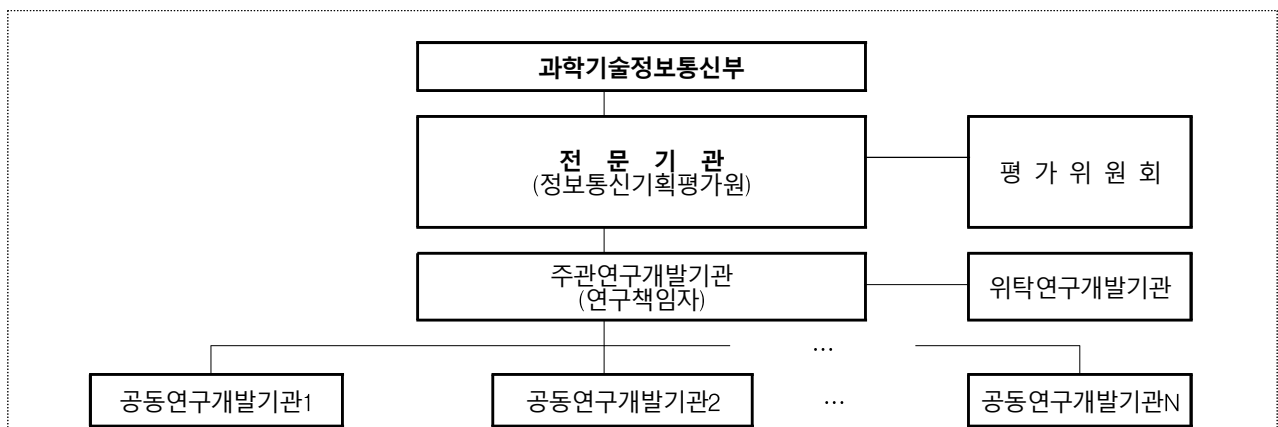 과학기술정보통신부
전 문 기 관
(정보통신기획평가원)
평 가 위 원 회
주관연구개발기관
(연구책임자)
위탁연구개발기관
…
공동연구개발기관1
공동연구개발기관2
…
공동연구개발기관N